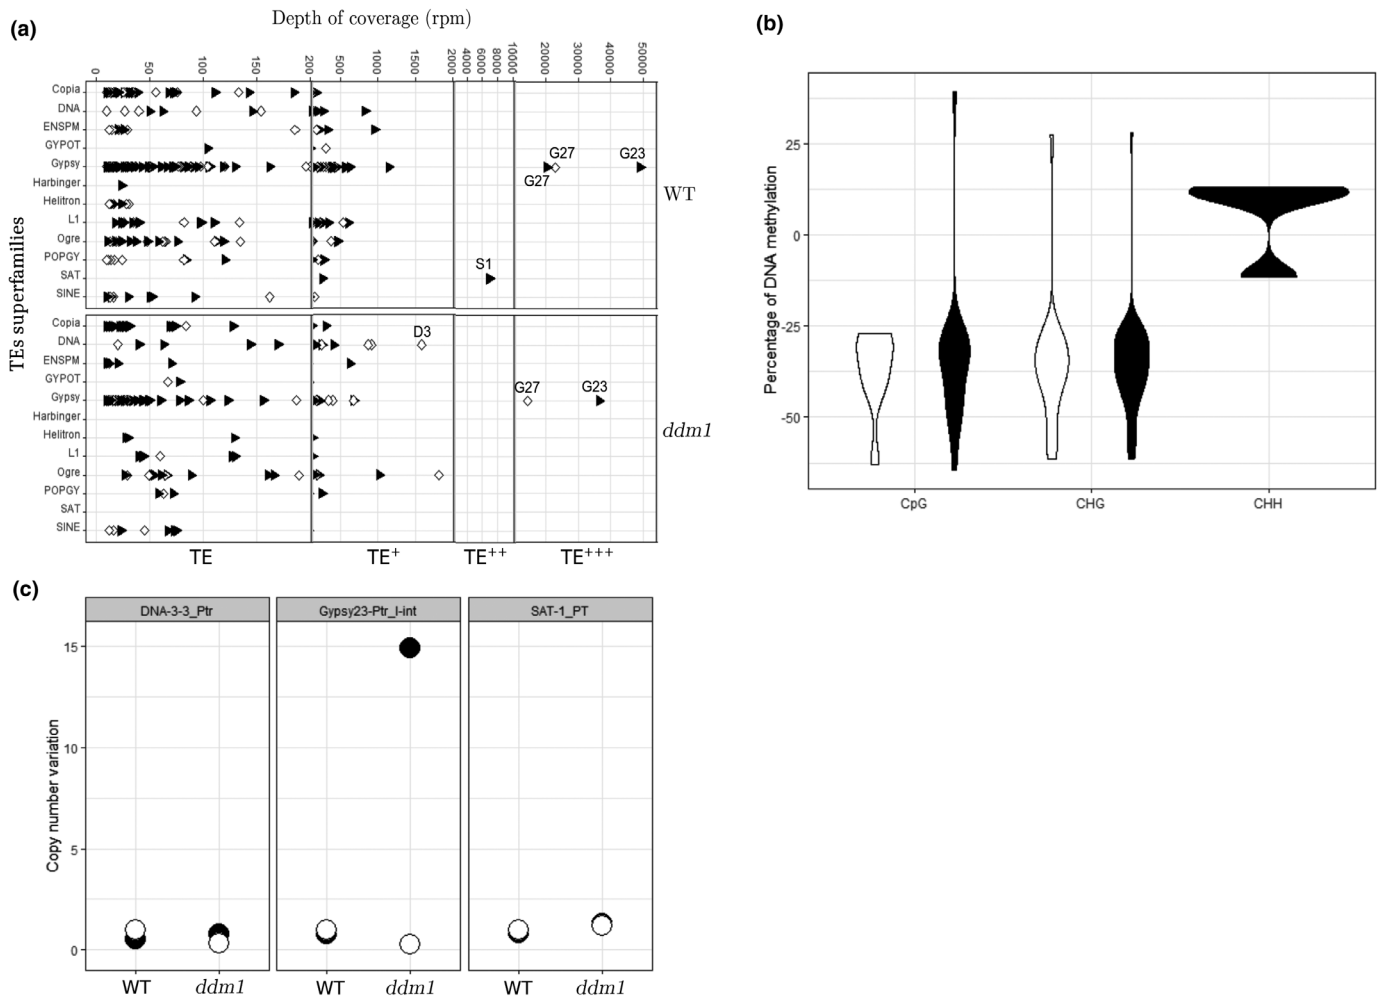 (a)
Depth of coverage (rpm)
0 50 100 150 200 500 1000 1500 2000 4000 6000 8000 10000 20000 30000 40000 50000
TEs superfamilies
Copia
DNA
ENSPM
GYPOT
Gypsy
G27 G23
G27
Harbinger
Helitron
L1
Ogre
POPGY
SAT
S1
SINE
WT
Copia
D3
DNA
ENSPM
GYPOT
G27 G23
Gypsy
Harbinger
Helitron
L1
Ogre
POPGY
SAT
SINE
ddm1
TE TE+ TE++ TE+++
(b)
Percentage of DNA methylation
25
0
-25
-50
CpG CHG CHH
(c)
DNA-3-3_Ptr Gypsy23-Ptr_I-int SAT-1_PT
Copy number variation
15
10
5
0
WT ddm1 WT ddm1 WT ddm1